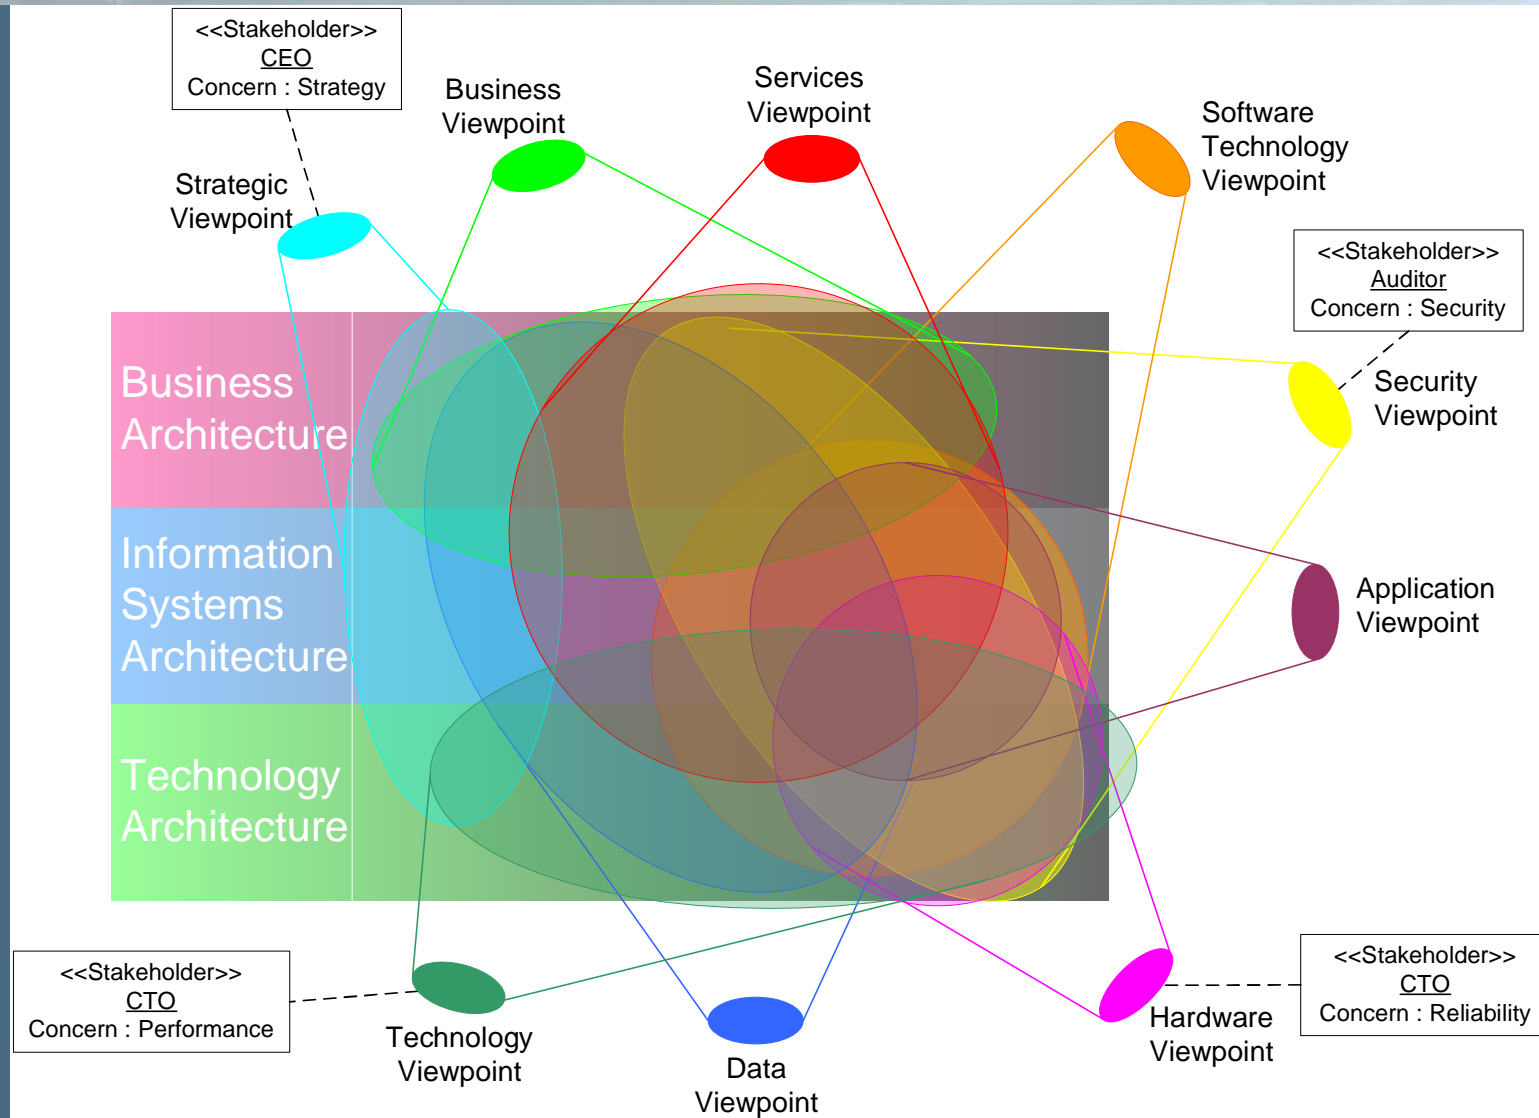 <<Stakeholder>>
CEO
Concern : Strategy
Business
Viewpoint
Services
Viewpoint
Software
Technology
Viewpoint
Strategic
Viewpoint
<<Stakeholder>>
Auditor
Concern : Security
Security
Viewpoint
Business
Architecture
Information
Systems
Architecture
Application
Viewpoint
Technology
Architecture
<<Stakeholder>>
CTO
Concern : Performance
Technology
Viewpoint
Data
Viewpoint
Hardware
Viewpoint
<<Stakeholder>>
CTO
Concern : Reliability